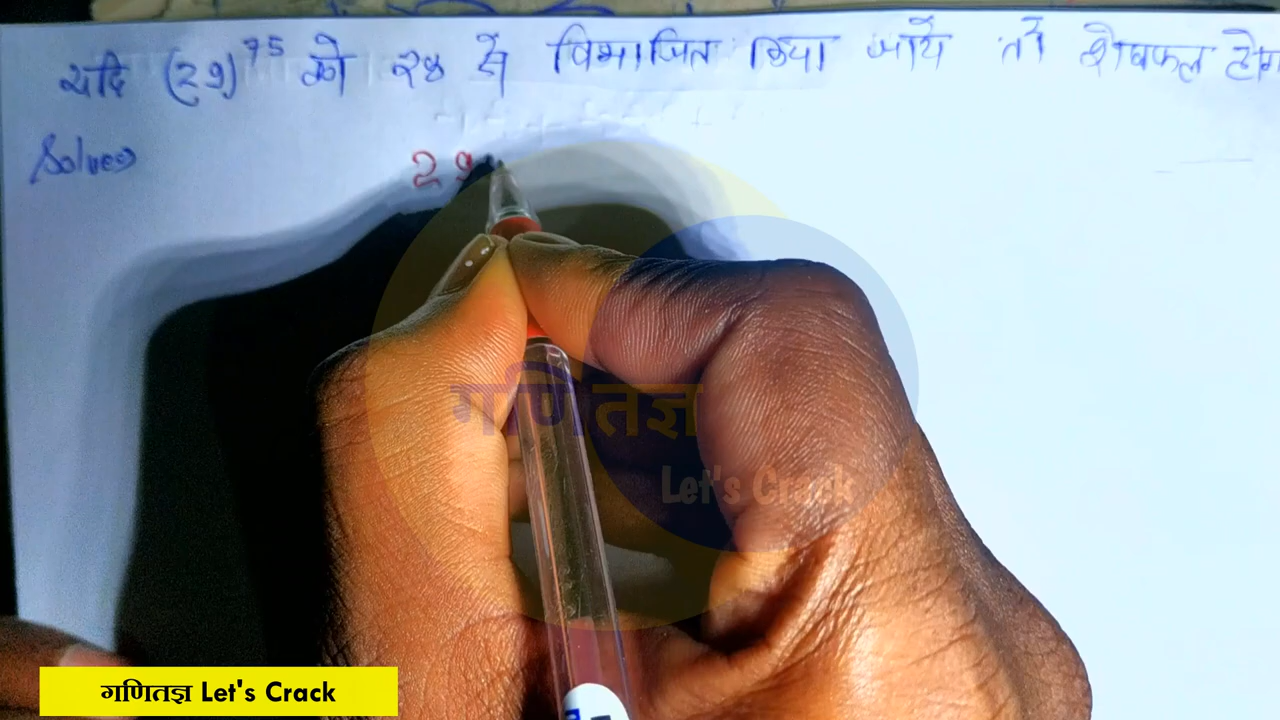 यदि (29)⁷⁵ को 28 से विभाजित किया जाये तो शेषफल होगा
Solve
29
गणितज्ञ
Let's Crack
गणितज्ञ Let's Crack